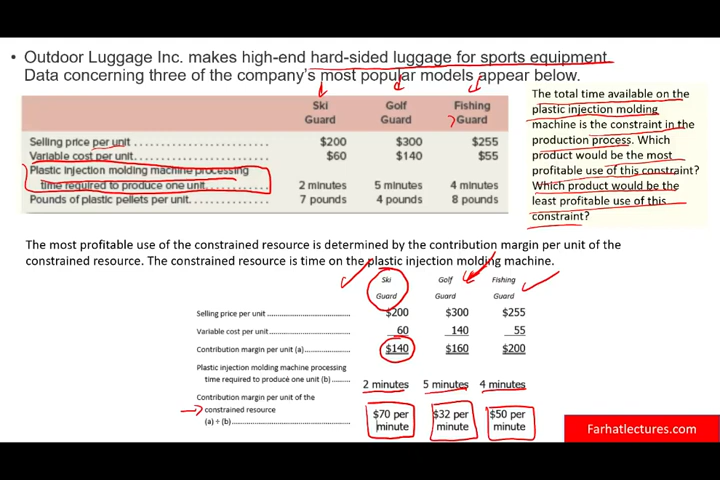 • Outdoor Luggage Inc. makes high-end hard-sided luggage for sports equipment
Data concerning three of the company's most popular models appear below.
Ski Golf Fishing
Guard Guard Guard
Selling price per unit . . . . . . . . . . . . . . . . . . . . . . . . $200 $300 $255
Variable cost per unit. . . . . . . . . . . . . . . . . . . . . . . . $60 $140 $55
Plastic injection molding machine processing
time required to produce one unit. . . . . . . . . . . 2 minutes 5 minutes 4 minutes
Pounds of plastic pellets per unit. . . . . . . . . . . . . . 7 pounds 4 pounds 8 pounds
The total time available on the
plastic injection molding
machine is the constraint in the
production process. Which
product would be the most
profitable use of this constraint?
Which product would be the
least profitable use of this
constraint?
The most profitable use of the constrained resource is determined by the contribution margin per unit of the
constrained resource. The constrained resource is time on the plastic injection molding machine.
Ski Golf Fishing
Guard Guard Guard
Selling price per unit ........................................ $200 $300 $255
Variable cost per unit ....................................... 60 140 55
Contribution margin per unit (a) ....................... $140 $160 $200
Plastic injection molding machine processing
time required to produce one unit (b) ......... 2 minutes 5 minutes 4 minutes
Contribution margin per unit of the
constrained resource $70 per $32 per $50 per
(a) ÷ (b) ......................................................... minute minute minute
Farhatlectures.com